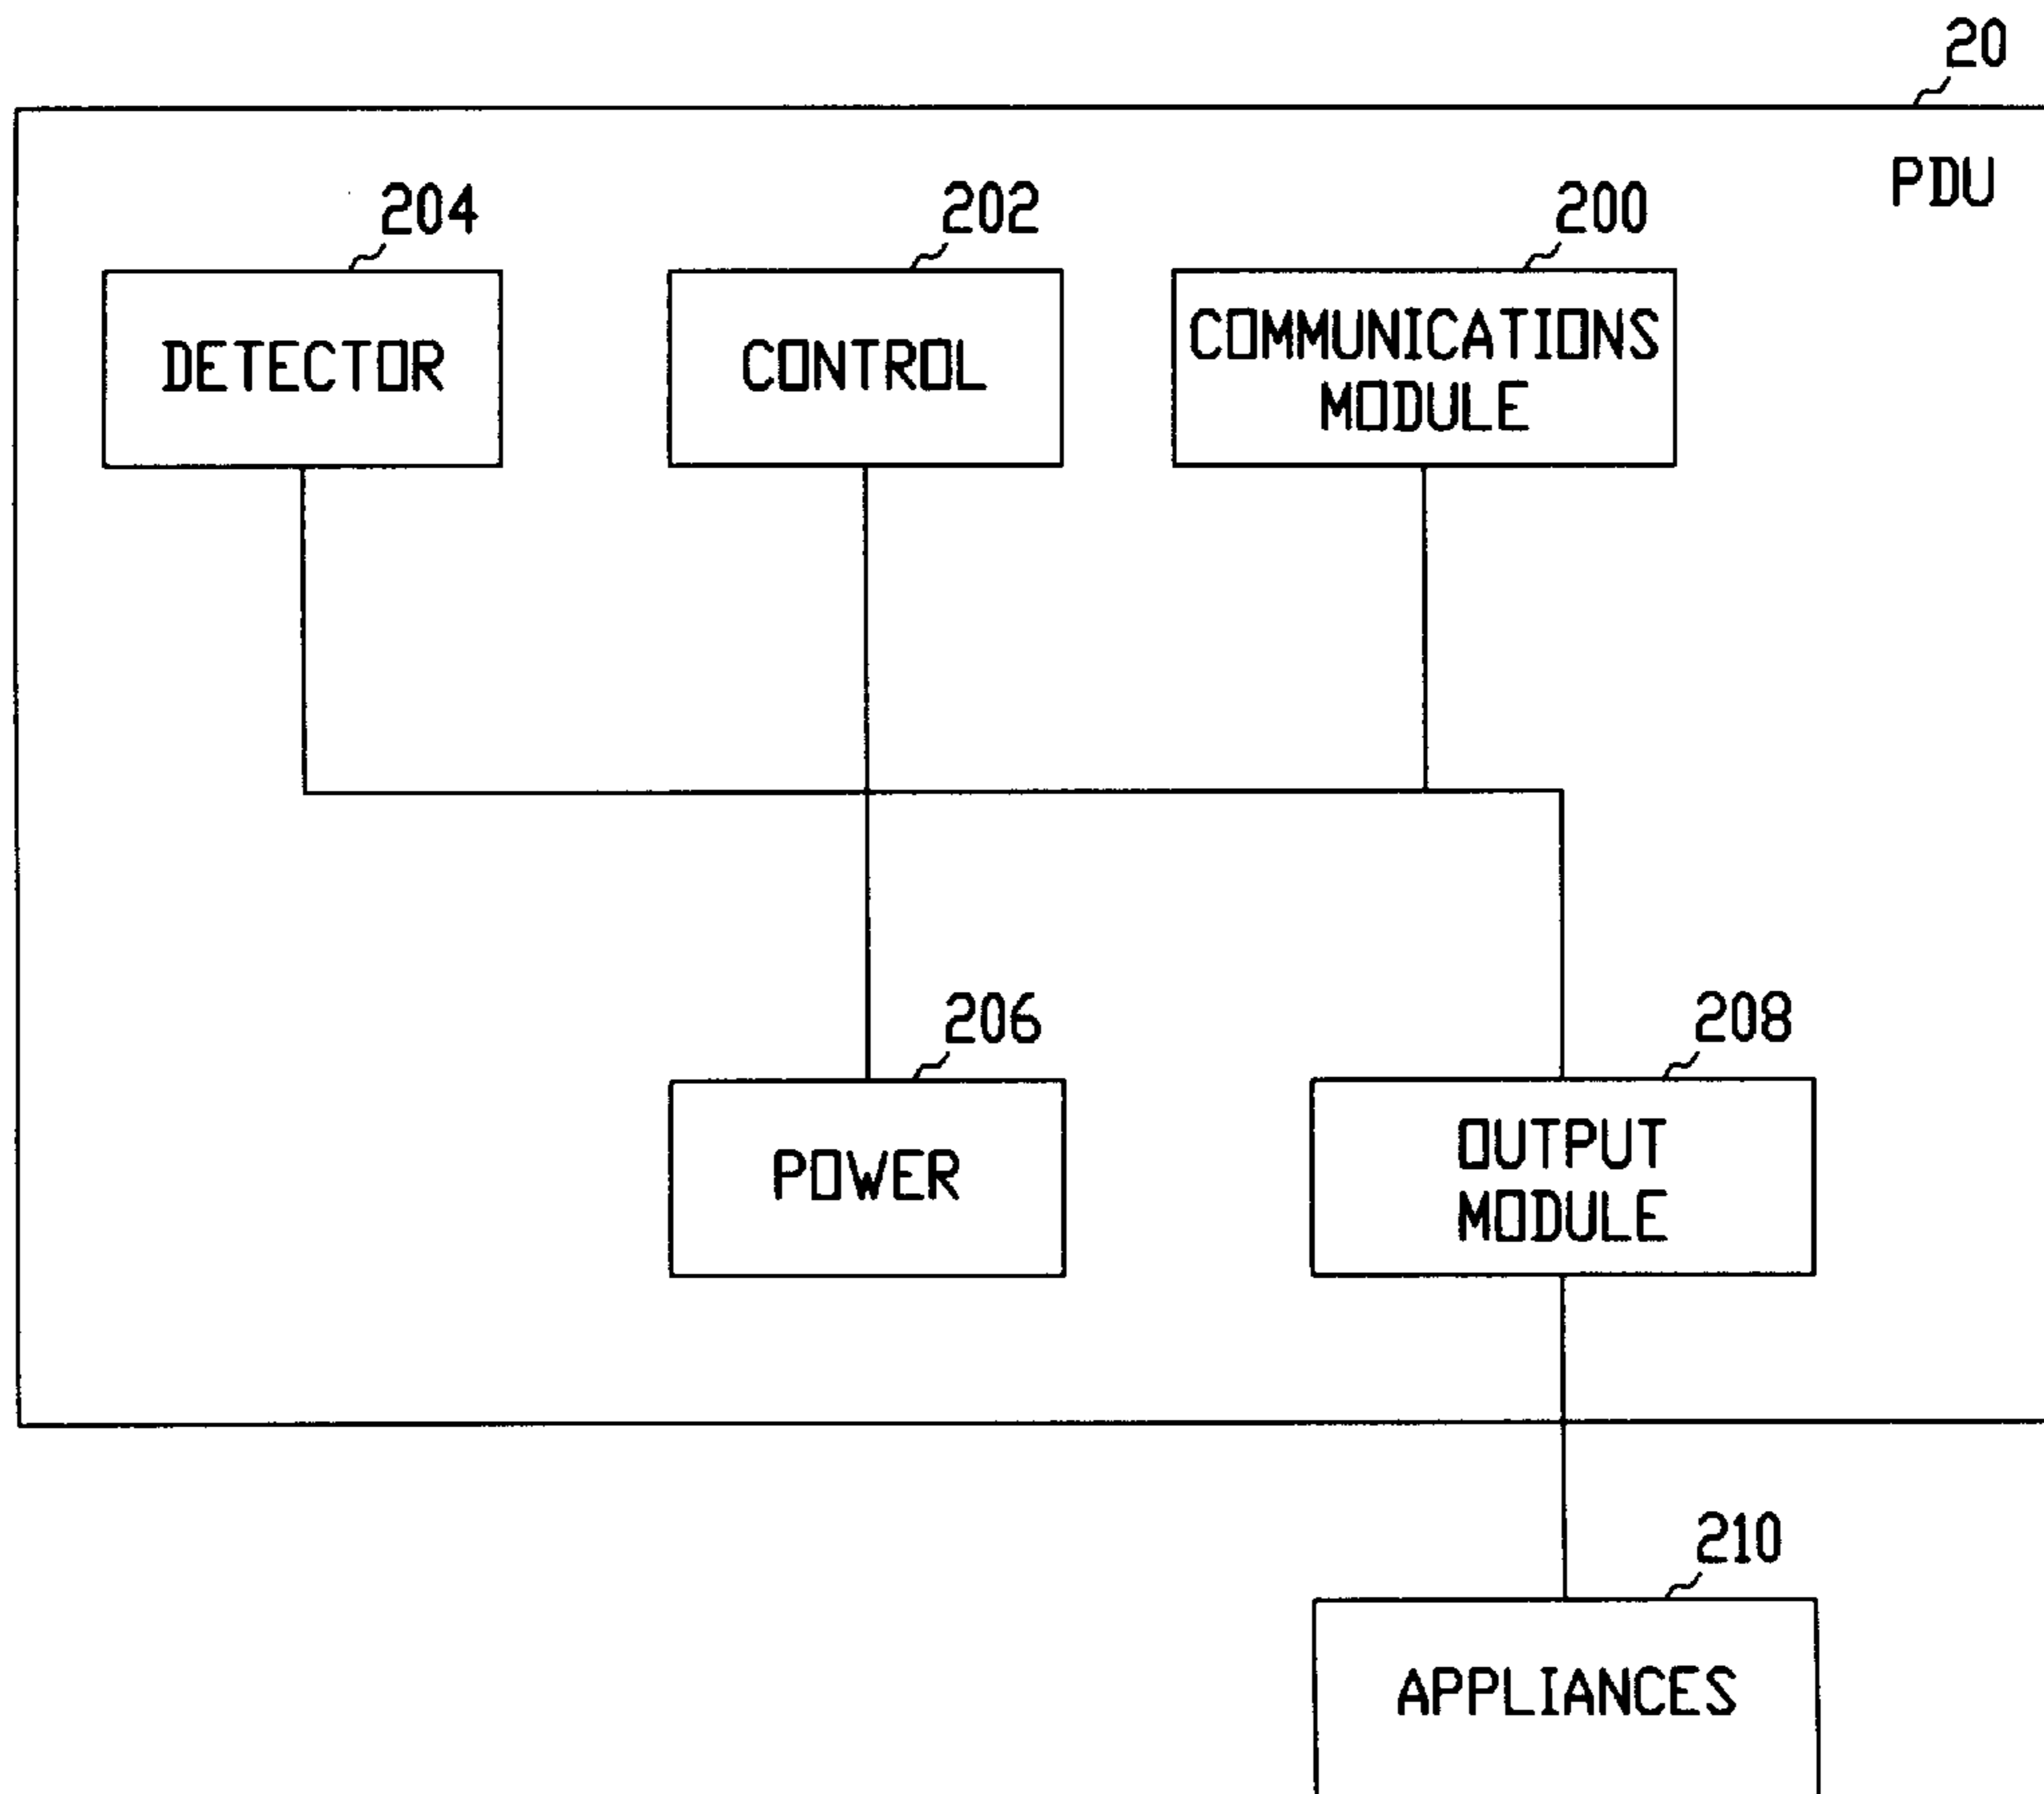 20
PDU
204
202
200
DETECTOR
CONTROL
COMMUNICATIONS
MODULE
206
208
POWER
OUTPUT
MODULE
210
APPLIANCES